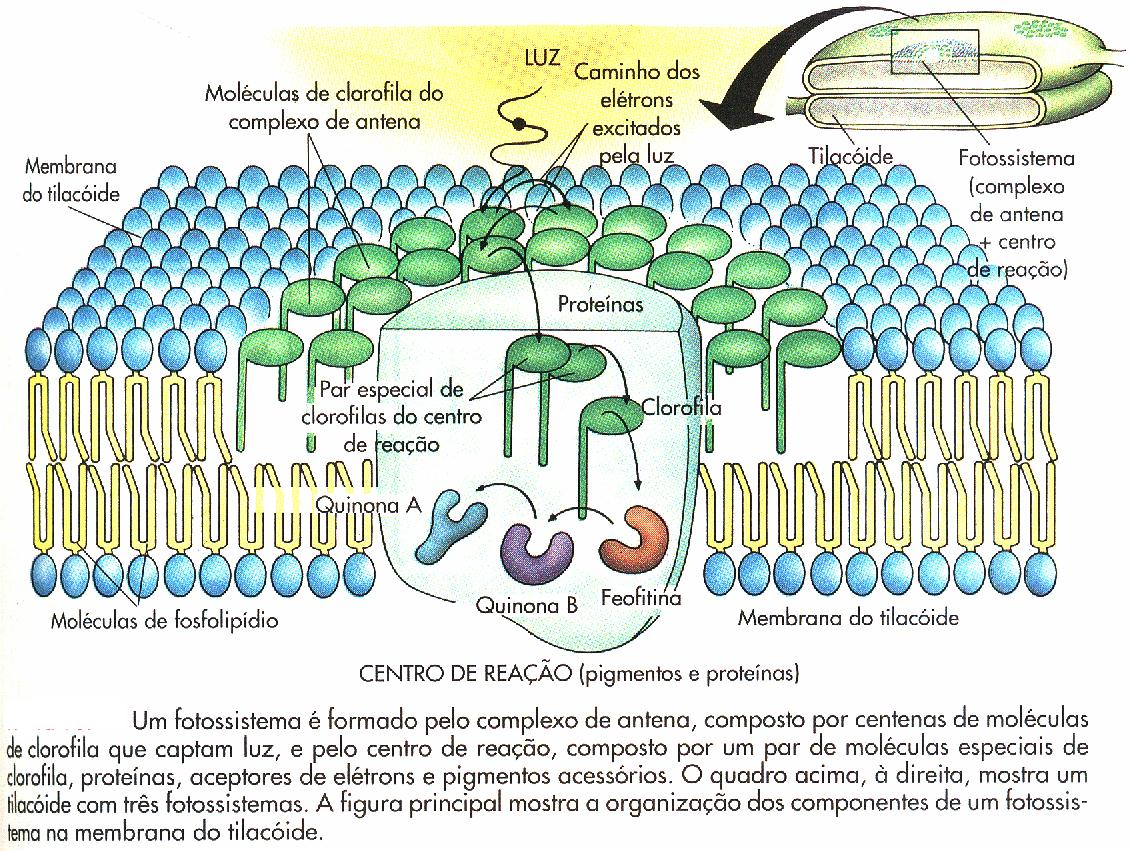 LUZ
Caminho dos
elétrons
excitados
pela luz
Moléculas de clorofila do
complexo de antena
Membrana
do tilacóide
Tilacóide
Fotossistema
(complexo
de antena
+ centro
de reação)
Proteínas
Par especial de
clorofilas do centro
de reação
Clorofila
Quinona A
Quinona B
Feofitina
Moléculas de fosfolipídio
Membrana do tilacóide
CENTRO DE REAÇÃO (pigmentos e proteínas)
Um fotossistema é formado pelo complexo de antena, composto por centenas de moléculas
de clorofila que captam luz, e pelo centro de reação, composto por um par de moléculas especiais de
clorofila, proteínas, aceptores de elétrons e pigmentos acessórios. O quadro acima, à direita, mostra um
tilacóide com três fotossistemas. A figura principal mostra a organização dos componentes de um fotossis-
tema na membrana do tilacóide.